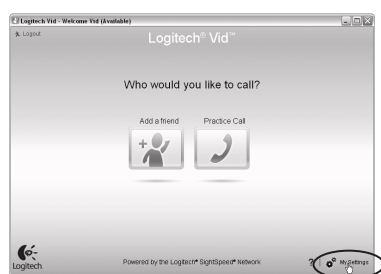 Logitech Vid - Welcome Vid (Available)
Logout
Logitech® Vid™
Who would you like to call?
Add a friend
Practice Call
Logitech
Powered by the Logitech® SightSpeed® Network
?
My Settings